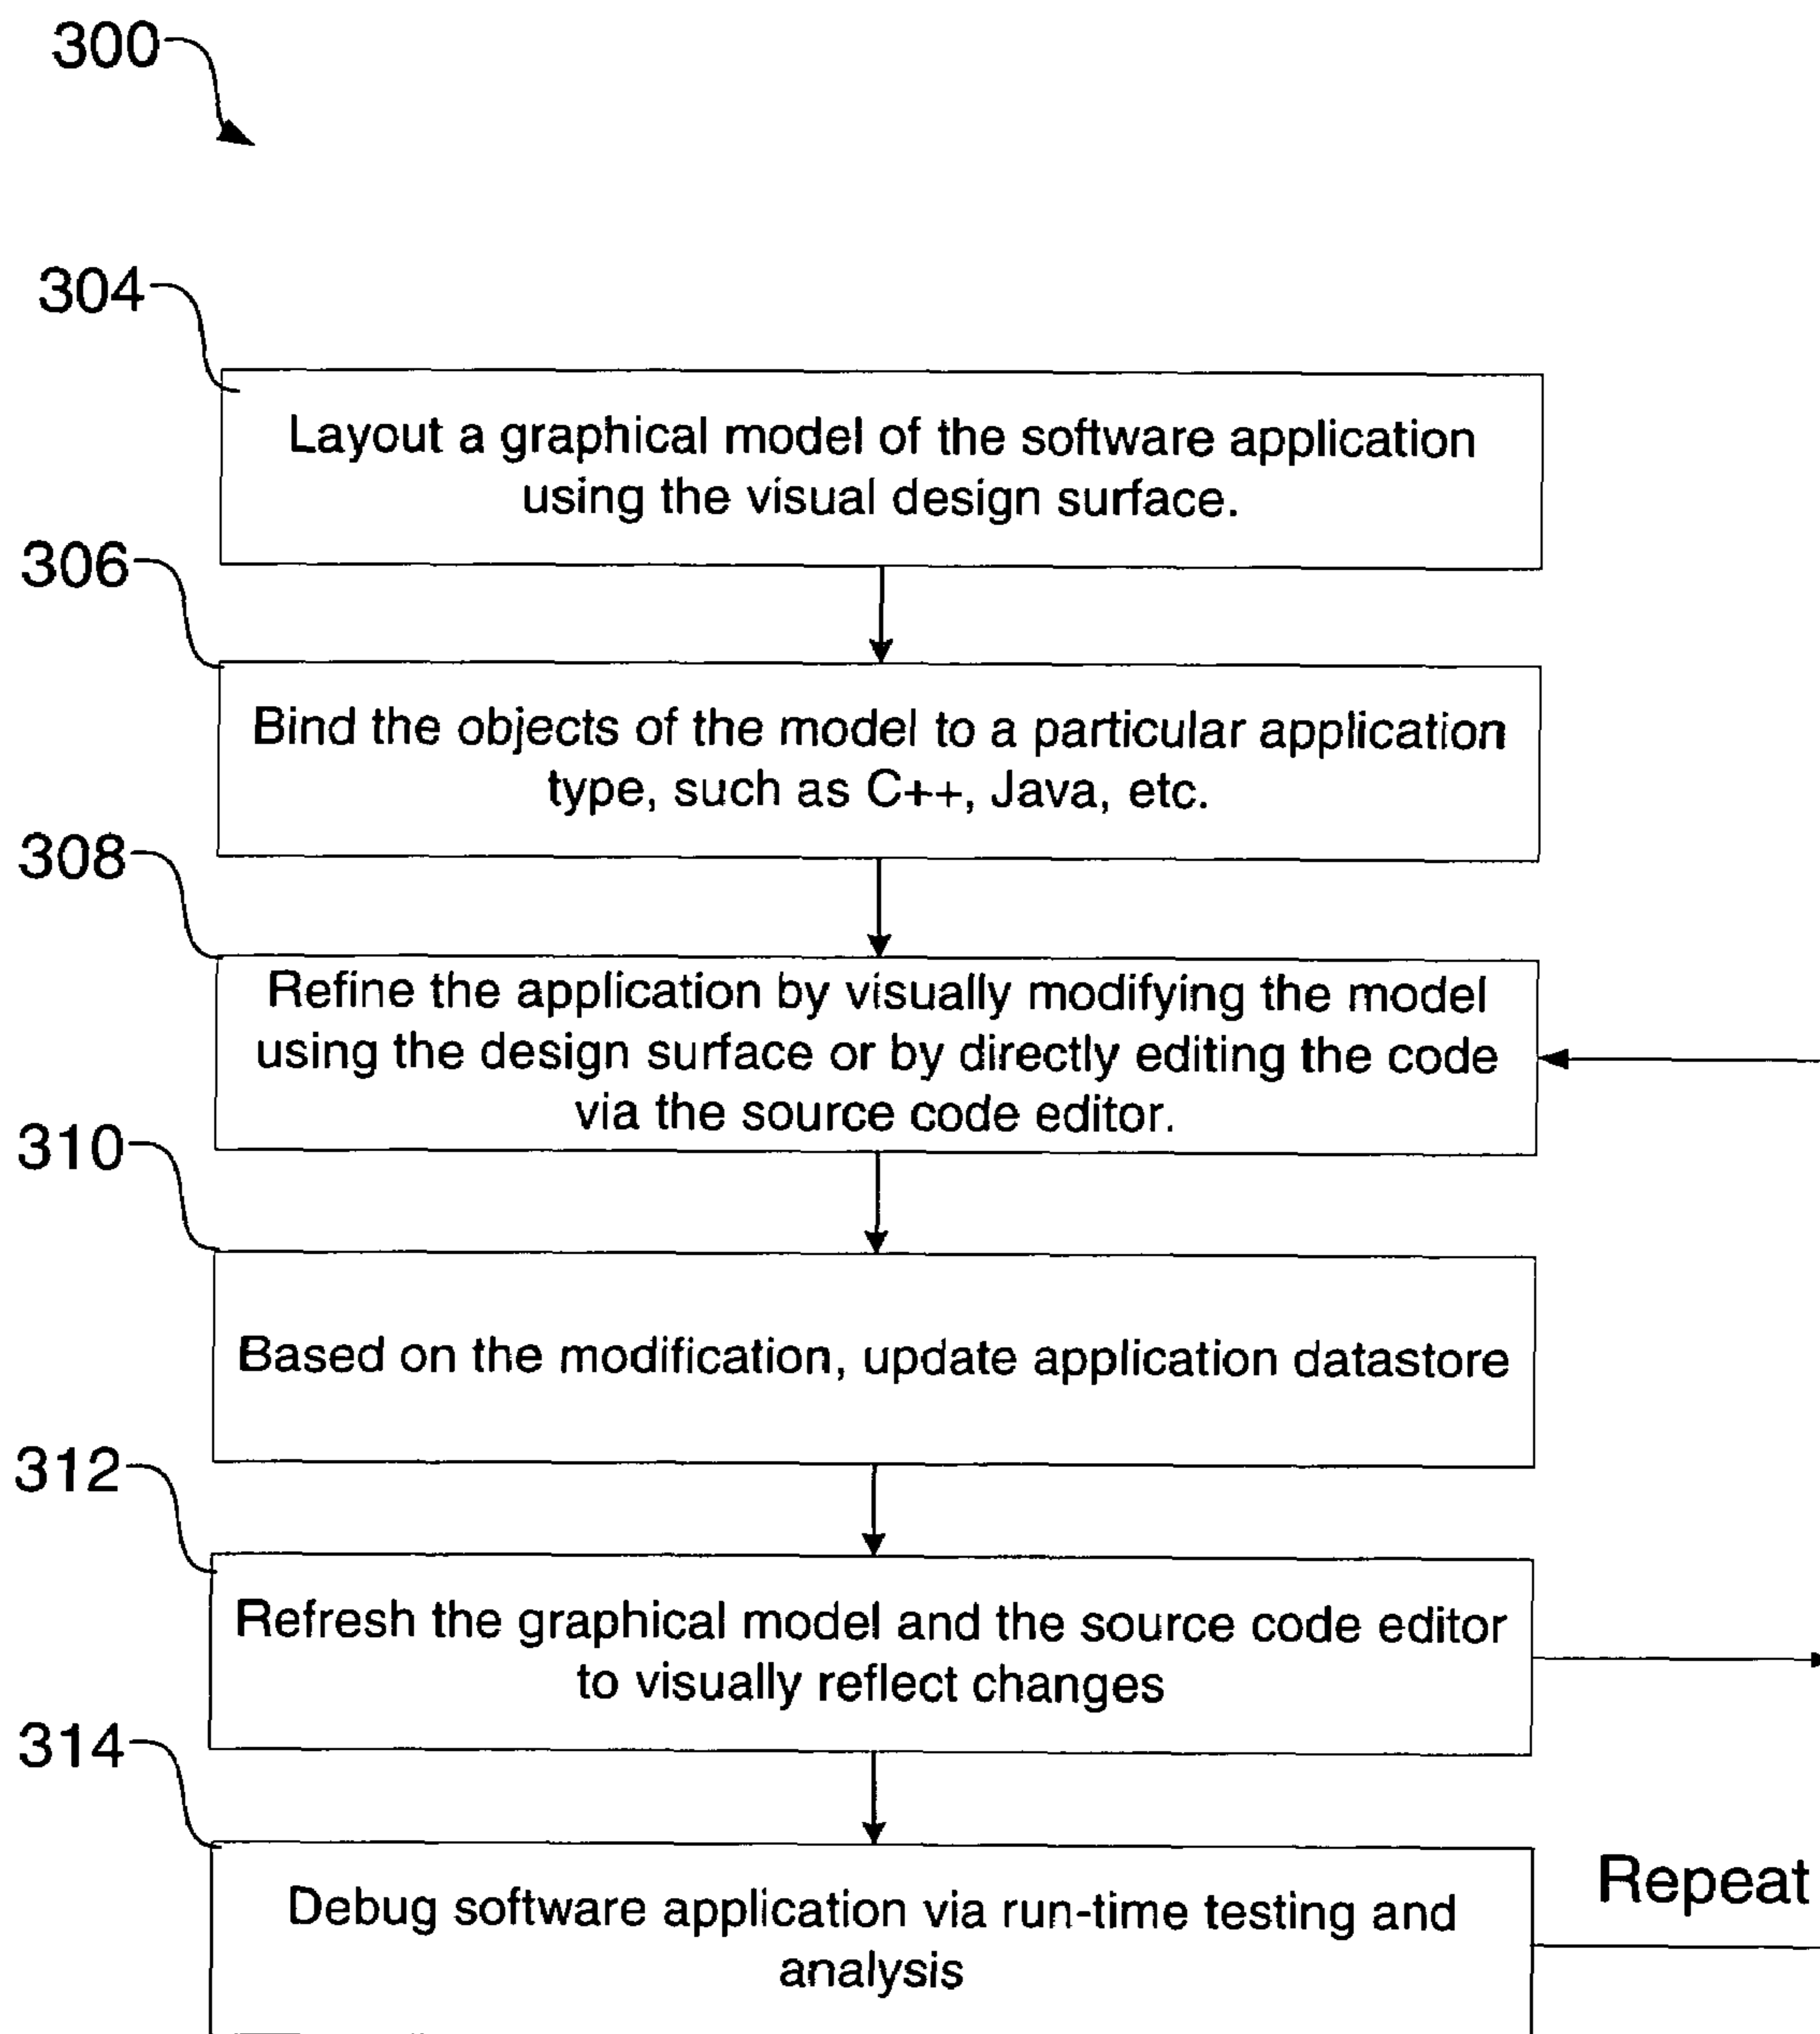 300
304
Layout a graphical model of the software application
using the visual design surface.
306
Bind the objects of the model to a particular application
type, such as C++, Java, etc.
308
Refine the application by visually modifying the model
using the design surface or by directly editing the code
via the source code editor.
310
Based on the modification, update application datastore
312
Refresh the graphical model and the source code editor
to visually reflect changes
314
Debug software application via run-time testing and
analysis
Repeat